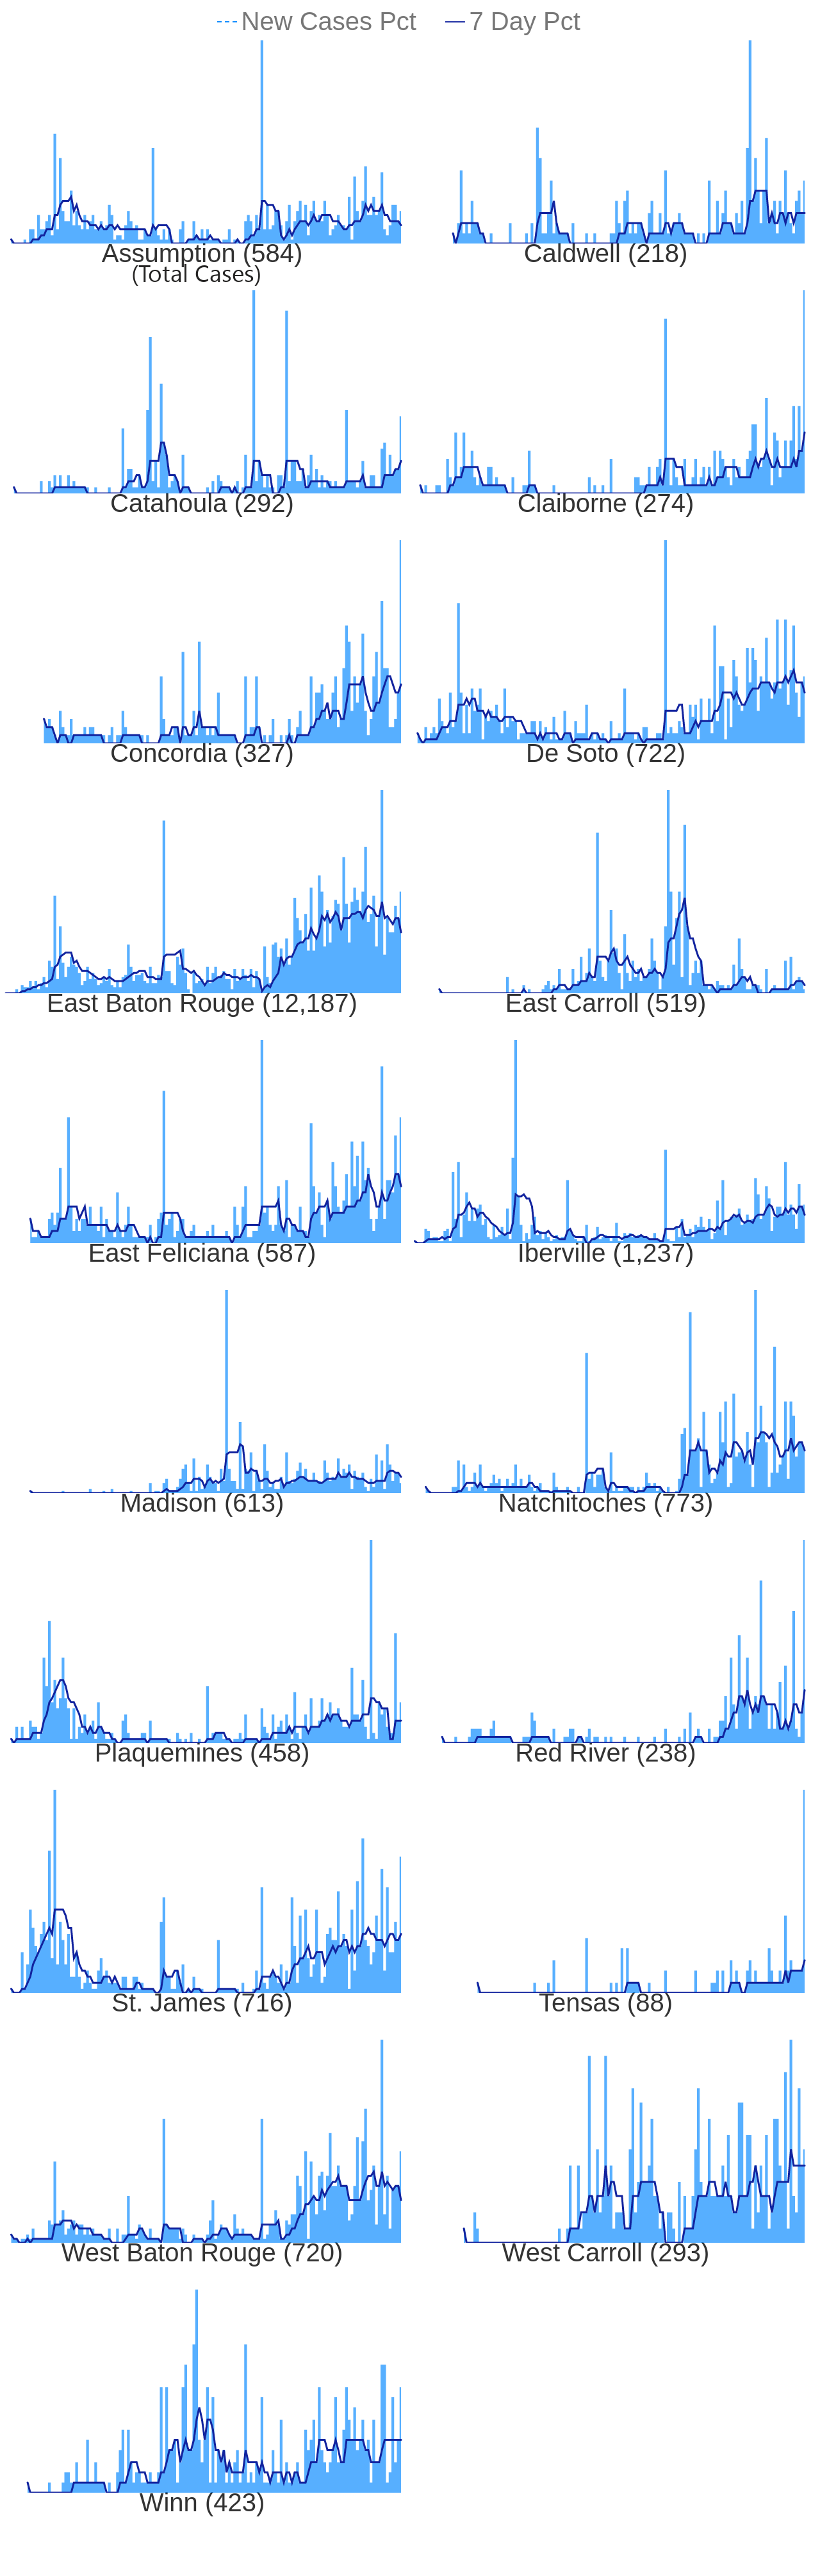 New Cases Pct 7 Day Pct
Assumption (584) Caldwell (218)
(Total Cases)
Catahoula (292) Claiborne (274)
Concordia (327) De Soto (722)
East Baton Rouge (12,187) East Carroll (519)
East Feliciana (587) Iberville (1,237)
Madison (613) Natchitoches (773)
Plaquemines (458) Red River (238)
St. James (716) Tensas (88)
West Baton Rouge (720) West Carroll (293)
Winn (423)